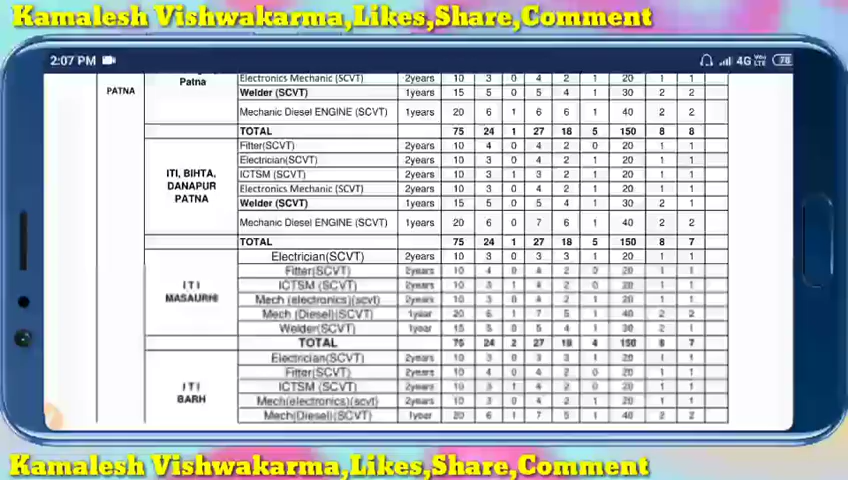 Kamalesh Vishwakarma,Likes,Share,Comment
2:07 PM 4G VoLTE 78
Patna
PATNA
Electronics Mechanic (SCVT) 2years 10 3 0 4 2 1 20 1 1
Welder (SCVT) 1years 15 5 0 5 4 1 30 2 2
Mechanic Diesel ENGINE (SCVT) 1years 20 6 1 6 6 1 40 2 2
TOTAL 75 24 1 27 18 5 150 8 8
ITI, BIHTA, DANAPUR PATNA
Fitter(SCVT) 2years 10 4 0 4 2 0 20 1 1
Electrician(SCVT) 2years 10 3 0 4 2 1 20 1 1
ICTSM (SCVT) 2years 10 3 1 3 2 1 20 1 1
Electronics Mechanic (SCVT) 2years 10 3 0 4 2 1 20 1 1
Welder (SCVT) 1years 15 5 0 5 4 1 30 2 1
Mechanic Diesel ENGINE (SCVT) 1years 20 6 0 7 6 1 40 2 2
TOTAL 75 24 1 27 18 5 150 8 7
ITI MASAURHI
Electrician(SCVT) 2years 10 3 0 3 3 1 20 1 1
Fitter(SCVT) 2years 10 4 0 4 2 0 20 1 1
ICTSM (SCVT) 2years 10 3 1 4 2 0 20 1 1
Mech (electronics)(scvt) 2years 10 3 0 4 2 1 20 1 1
Mech (Diesel)(SCVT) 1year 20 6 1 7 5 1 40 2 2
Welder(SCVT) 1year 15 5 0 5 4 1 30 2 1
TOTAL 75 24 2 27 18 4 150 8 7
ITI BARH
Electrician(SCVT) 2years 10 3 0 3 3 1 20 1 1
Fitter(SCVT) 2years 10 4 0 4 2 0 20 1 1
ICTSM (SCVT) 2years 10 3 1 4 2 0 20 1 1
Mech(electronics)(scvt) 2years 10 3 0 4 2 1 20 1 1
Mech(Diesel)(SCVT) 1year 20 6 1 7 5 1 40 2 2
Kamalesh Vishwakarma,Likes,Share,Comment